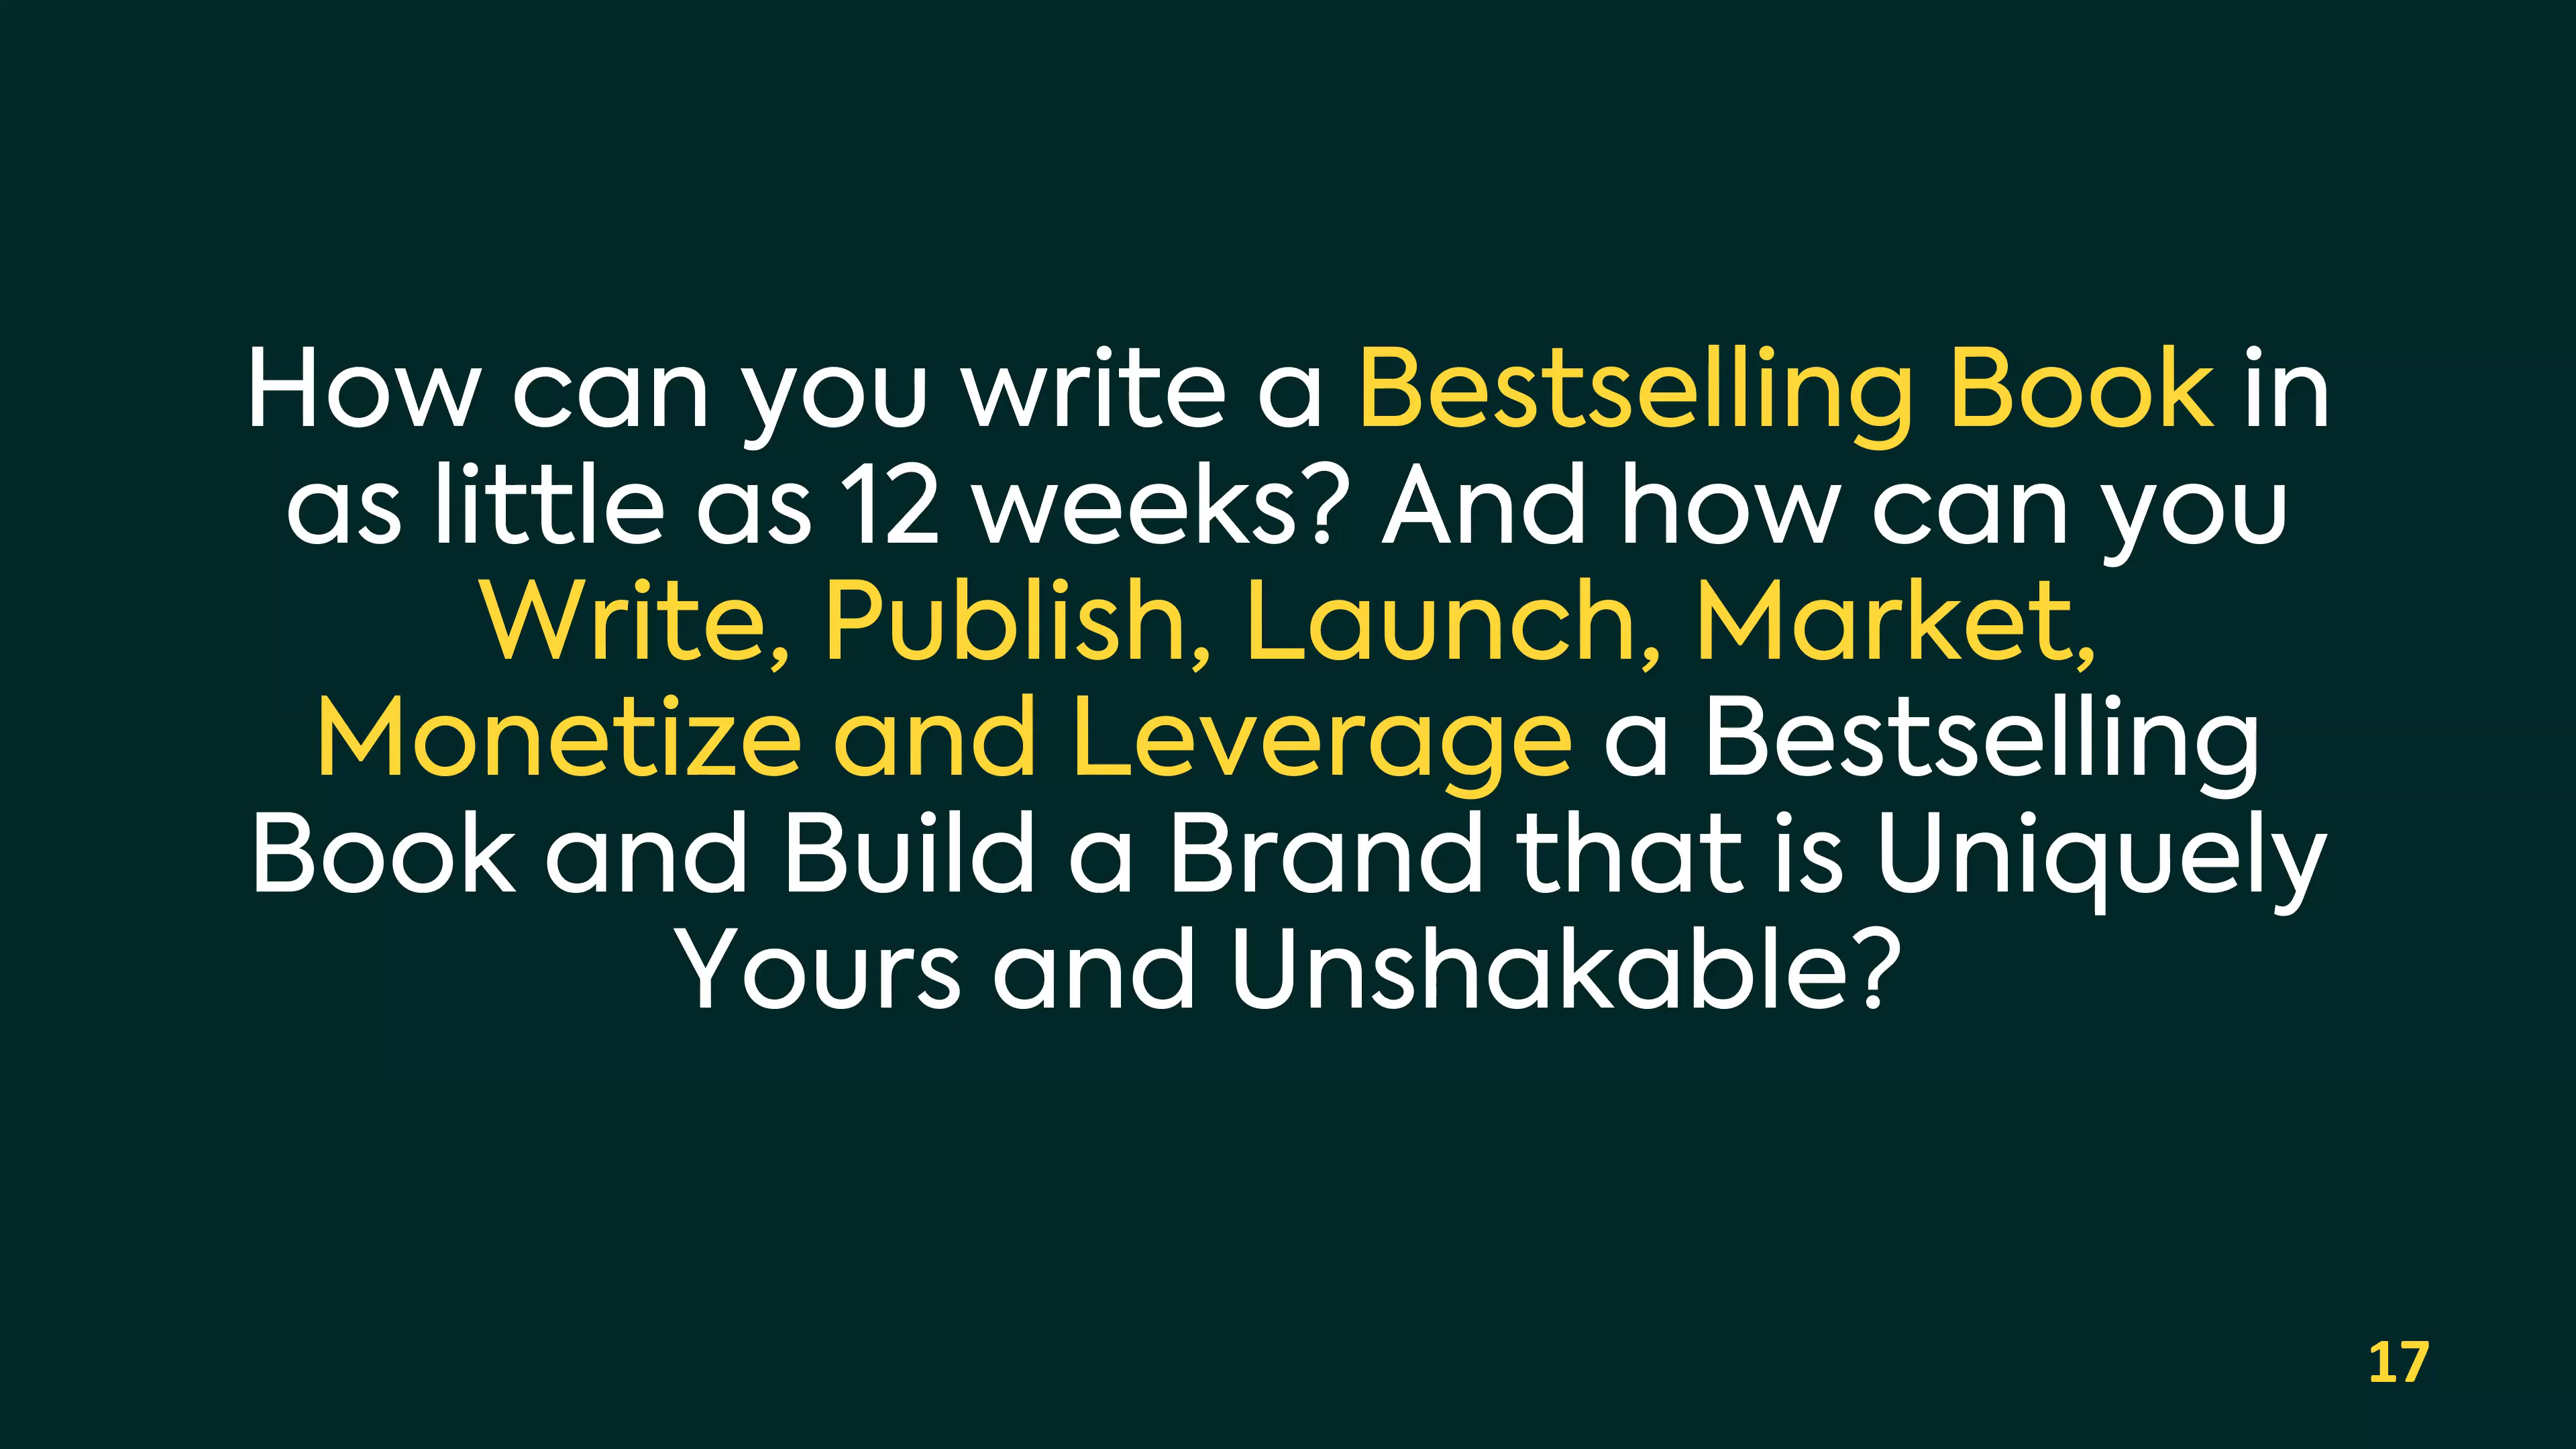 How can you write a Bestselling Book in
as little as 12 weeks? And how can you
Write, Publish, Launch, Market,
Monetize and Leverage a Bestselling
Book and Build a Brand that is Uniquely
Yours and Unshakable?
17